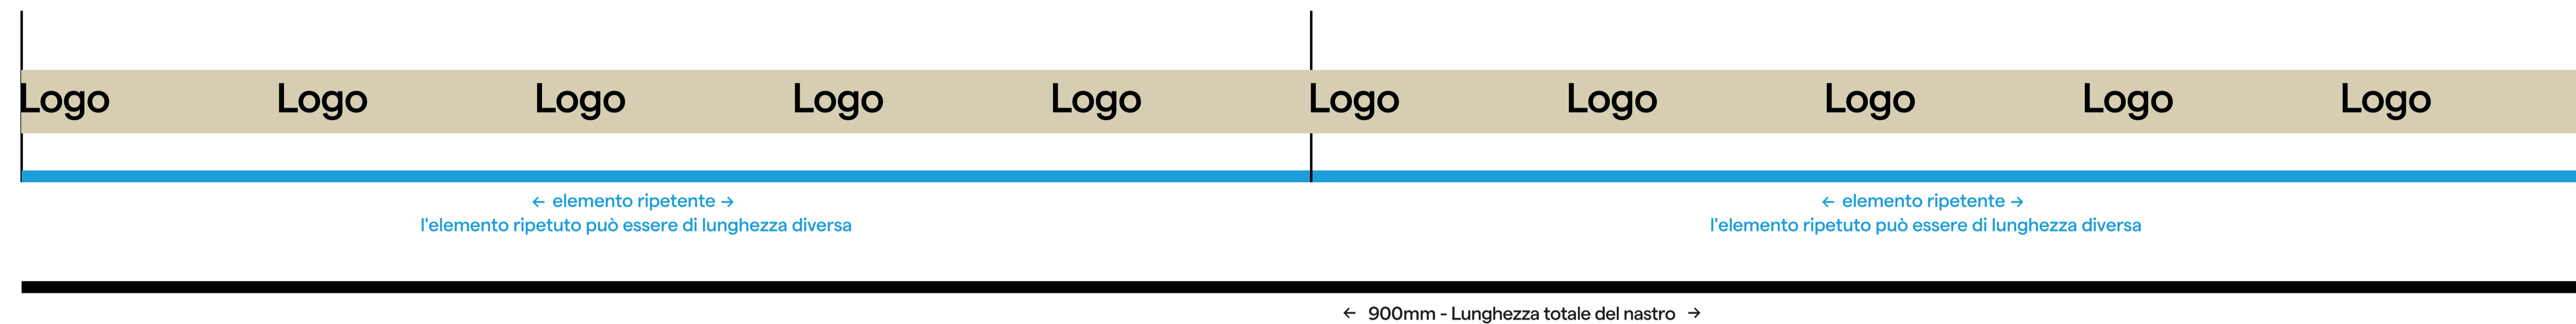 Logo Logo Logo Logo Logo Logo Logo Logo Logo Logo
← elemento ripetente → ← elemento ripetente →
l'elemento ripetuto può essere di lunghezza diversa l'elemento ripetuto può essere di lunghezza diversa
← 900mm - Lunghezza totale del nastro →